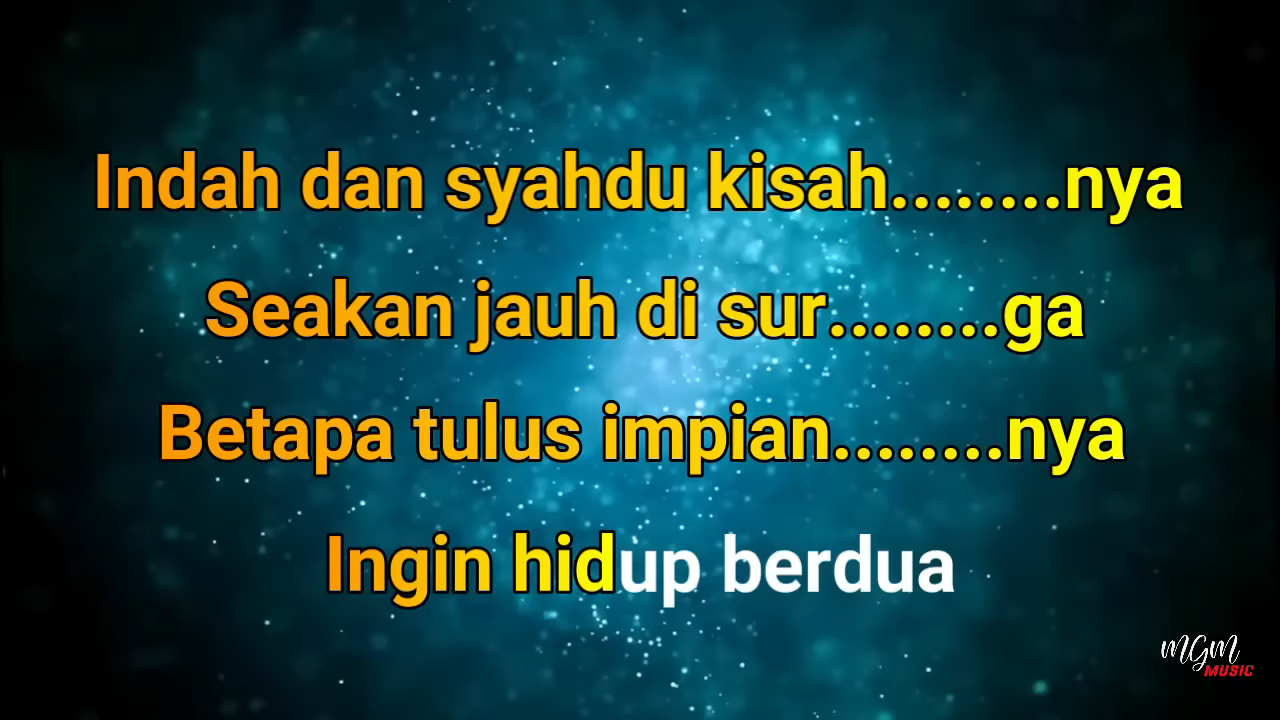 Indah dan syahdu kisah........nya
Seakan jauh di sur........ga
Betapa tulus impian........nya
Ingin hidup berdua
MGM
MUSIC